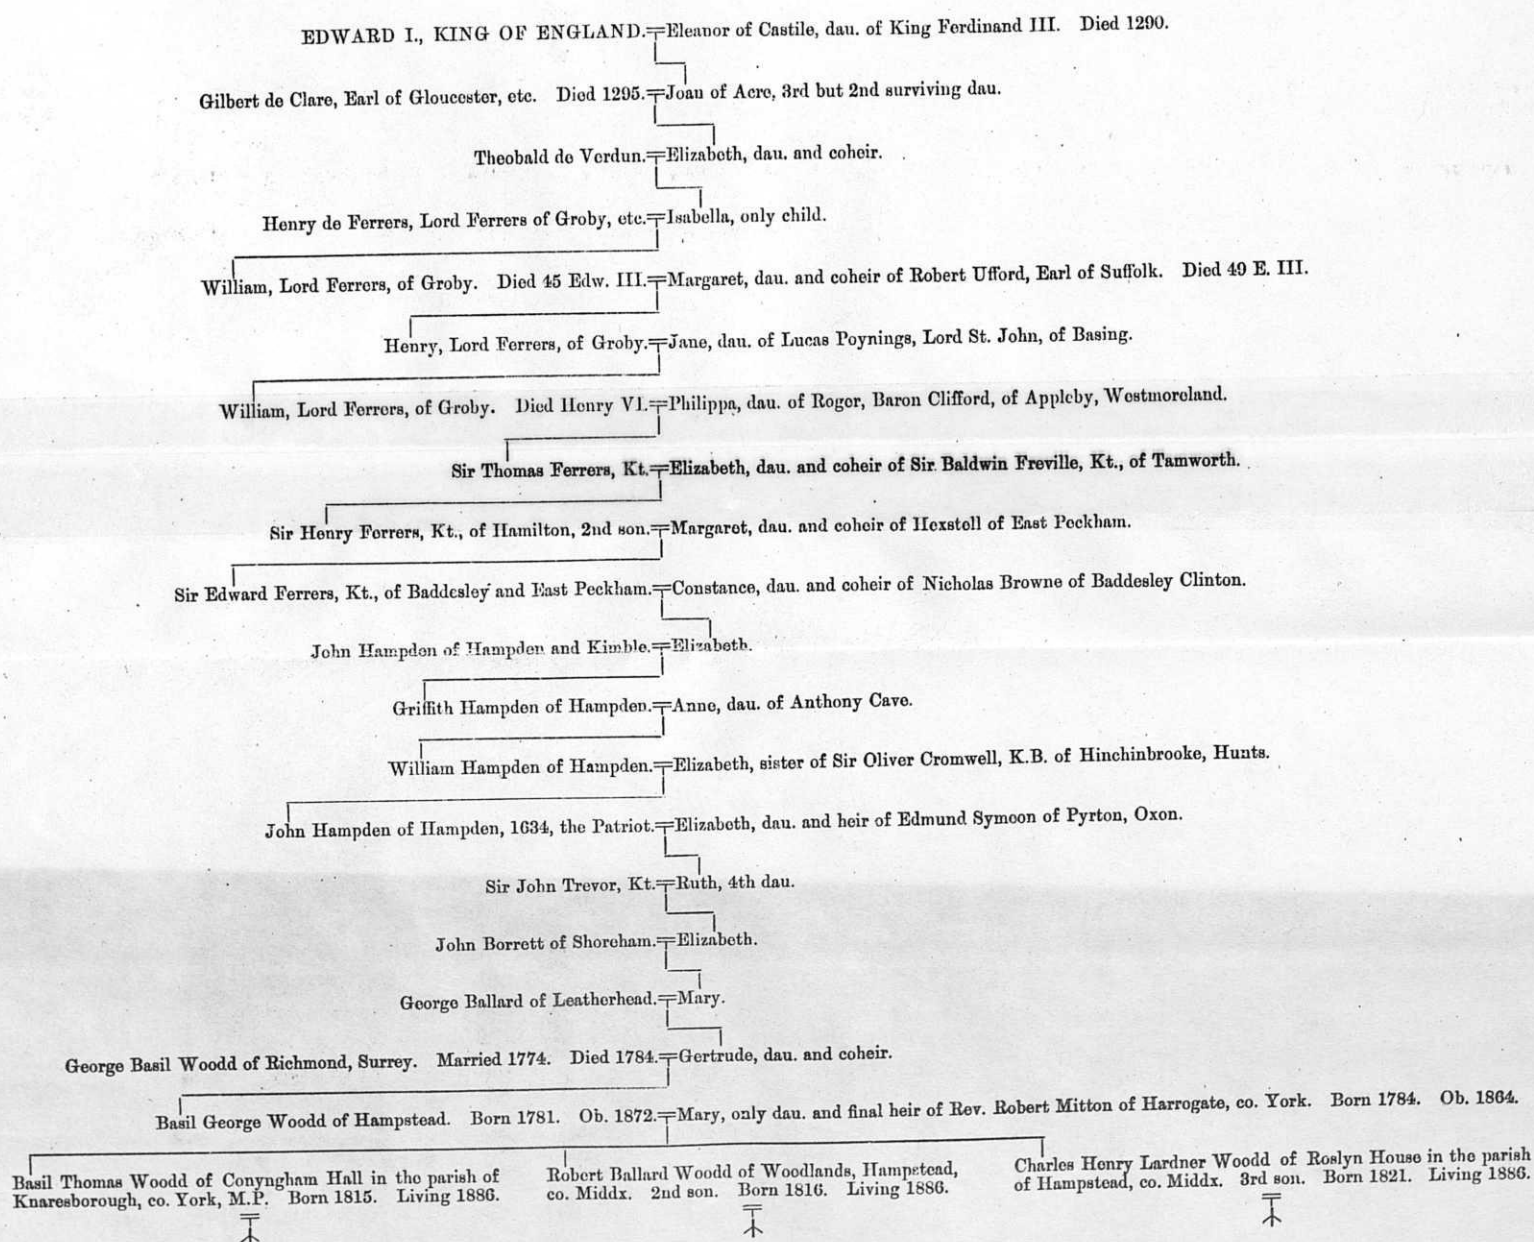 EDWARD I., KING OF ENGLAND.=Eleanor of Castile, dau. of King Ferdinand III. Died 1290.
Gilbert de Clare, Earl of Gloucester, etc. Died 1295.=Joan of Acre, 3rd but 2nd surviving dau.
Theobald de Verdun.=Elizabeth, dau. and coheir.
Henry de Ferrers, Lord Ferrers of Groby, etc.=Isabella, only child.
William, Lord Ferrers, of Groby. Died 45 Edw. III.=Margaret, dau. and coheir of Robert Ufford, Earl of Suffolk. Died 49 E. III.
Henry, Lord Ferrers, of Groby.=Jane, dau. of Lucas Poynings, Lord St. John, of Basing.
William, Lord Ferrers, of Groby. Died Henry VI.=Philippa, dau. of Roger, Baron Clifford, of Appleby, Westmoreland.
Sir Thomas Ferrers, Kt.=Elizabeth, dau. and coheir of Sir Baldwin Freville, Kt., of Tamworth.
Sir Henry Ferrers, Kt., of Hamilton, 2nd son.=Margaret, dau. and coheir of Hexstell of East Peckham.
Sir Edward Ferrers, Kt., of Baddesley and East Peckham.=Constance, dau. and coheir of Nicholas Browne of Baddesley Clinton.
John Hampden of Hampden and Kimble.=Elizabeth.
Griffith Hampden of Hampden.=Anne, dau. of Anthony Cave.
William Hampden of Hampden.=Elizabeth, sister of Sir Oliver Cromwell, K.B. of Hinchinbrooke, Hunts.
John Hampden of Hampden, 1634, the Patriot.=Elizabeth, dau. and heir of Edmund Symeon of Pyrton, Oxon.
Sir John Trevor, Kt.=Ruth, 4th dau.
John Borrett of Shoreham.=Elizabeth.
George Ballard of Leatherhead.=Mary.
George Basil Woodd of Richmond, Surrey. Married 1774. Died 1784.=Gertrude, dau. and coheir.
Basil George Woodd of Hampstead. Born 1781. Ob. 1872.=Mary, only dau. and final heir of Rev. Robert Mitton of Harrogate, co. York. Born 1784. Ob. 1864.
Basil Thomas Woodd of Conyngham Hall in the parish of
Knaresborough, co. York, M.P. Born 1815. Living 1886.
Robert Ballard Woodd of Woodlands, Hampstead,
co. Middx. 2nd son. Born 1816. Living 1886.
Charles Henry Lardner Woodd of Roslyn House in the parish
of Hampstead, co. Middx. 3rd son. Born 1821. Living 1886.